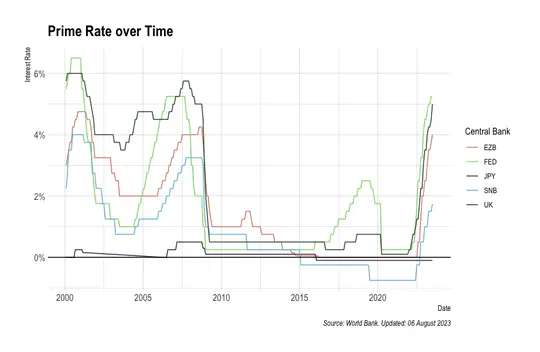 Prime Rate over Time
Interest Rate
6%
4%
2%
0%
2000
2005
2010
2015
2020
Date
Central Bank
EZB
FED
JPY
SNB
UK
Source: World Bank. Updated: 06 August 2023